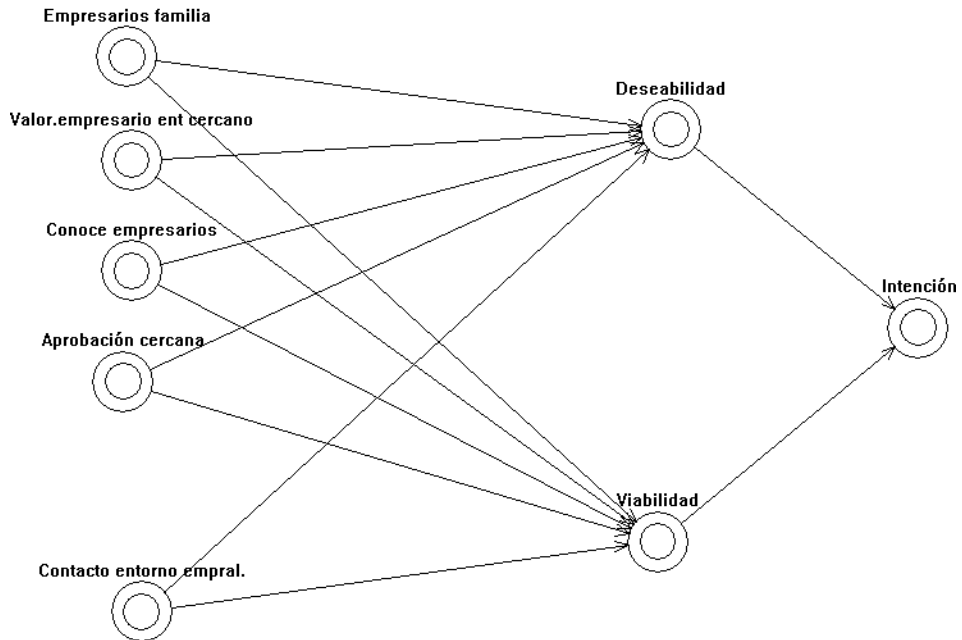 Empresarios familia
Deseabilidad
Valor.empresario ent cercano
Conoce empresarios
Intención
Aprobación cercana
Viabilidad
Contacto entorno empral.